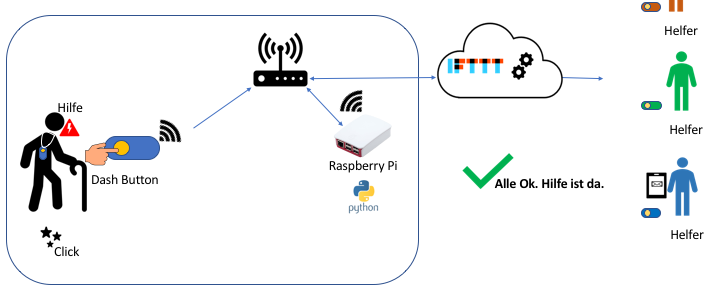 Helfer
Hilfe
IFTTT
Dash Button
Raspberry Pi
python
Helfer
Alle Ok. Hilfe ist da.
Helfer
Click